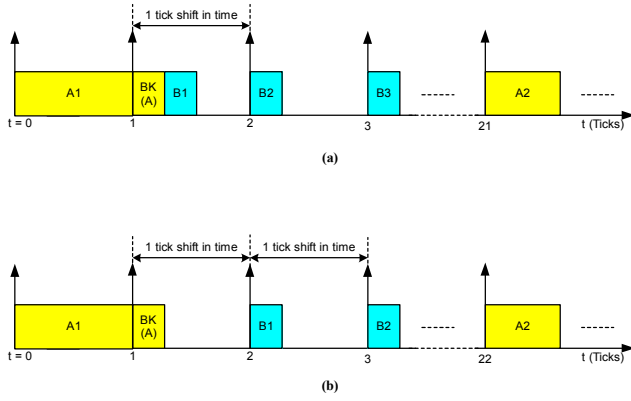 1 tick shift in time
A1
BK
(A)
B1
B2
B3
A2
t = 0
1
2
3
21
t (Ticks)
(a)
1 tick shift in time
1 tick shift in time
A1
BK
(A)
B1
B2
A2
t = 0
1
2
3
22
t (Ticks)
(b)